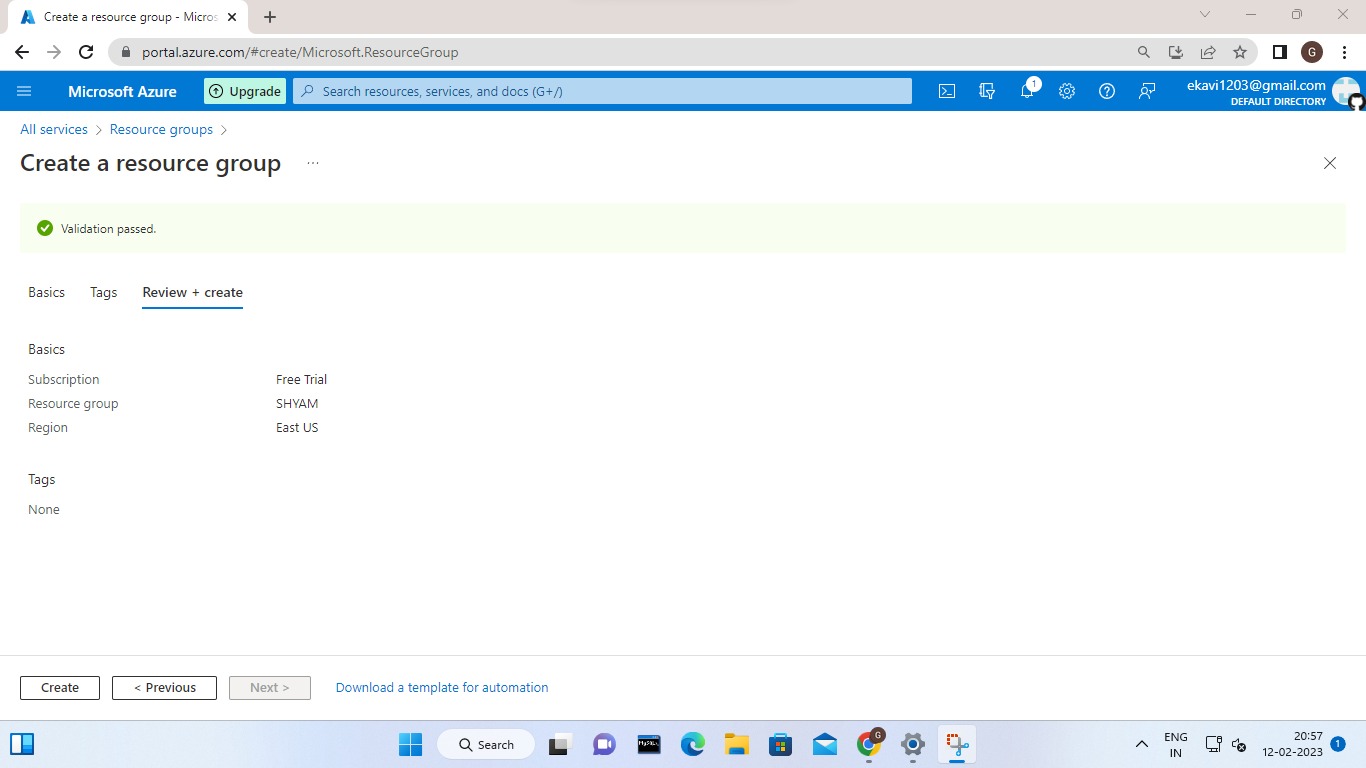 Create a resource group - Micros
portal.azure.com/#create/Microsoft.ResourceGroup
G
Microsoft Azure
Upgrade
Search resources, services, and docs (G+/)
1
ekavi1203@gmail.com
DEFAULT DIRECTORY
All services > Resource groups >
Create a resource group ...
Validation passed.
Basics Tags Review + create
Basics
Subscription Free Trial
Resource group SHYAM
Region East US
Tags
None
Create < Previous Next > Download a template for automation
Search
MySQL
G
ENG
IN
20:57
12-02-2023
1